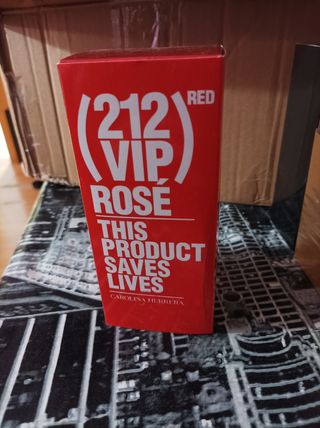 (212)RED
VIP
ROSÉ
THIS
PRODUCT
SAVES
LIVES
CAROLINA HERRERA